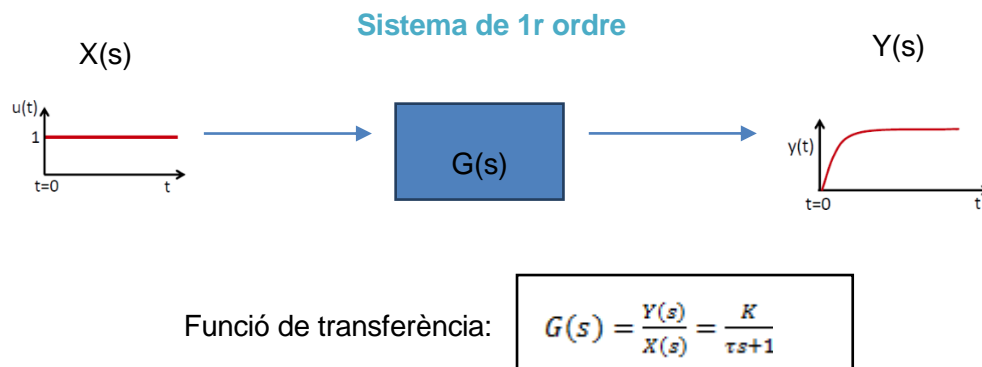 Sistema de 1r ordre
X(s)
Y(s)
u(t)
1
t=0
t
G(s)
y(t)
t=0
t
Funció de transferència:
G(s) = Y(s)/X(s) = K/τs+1